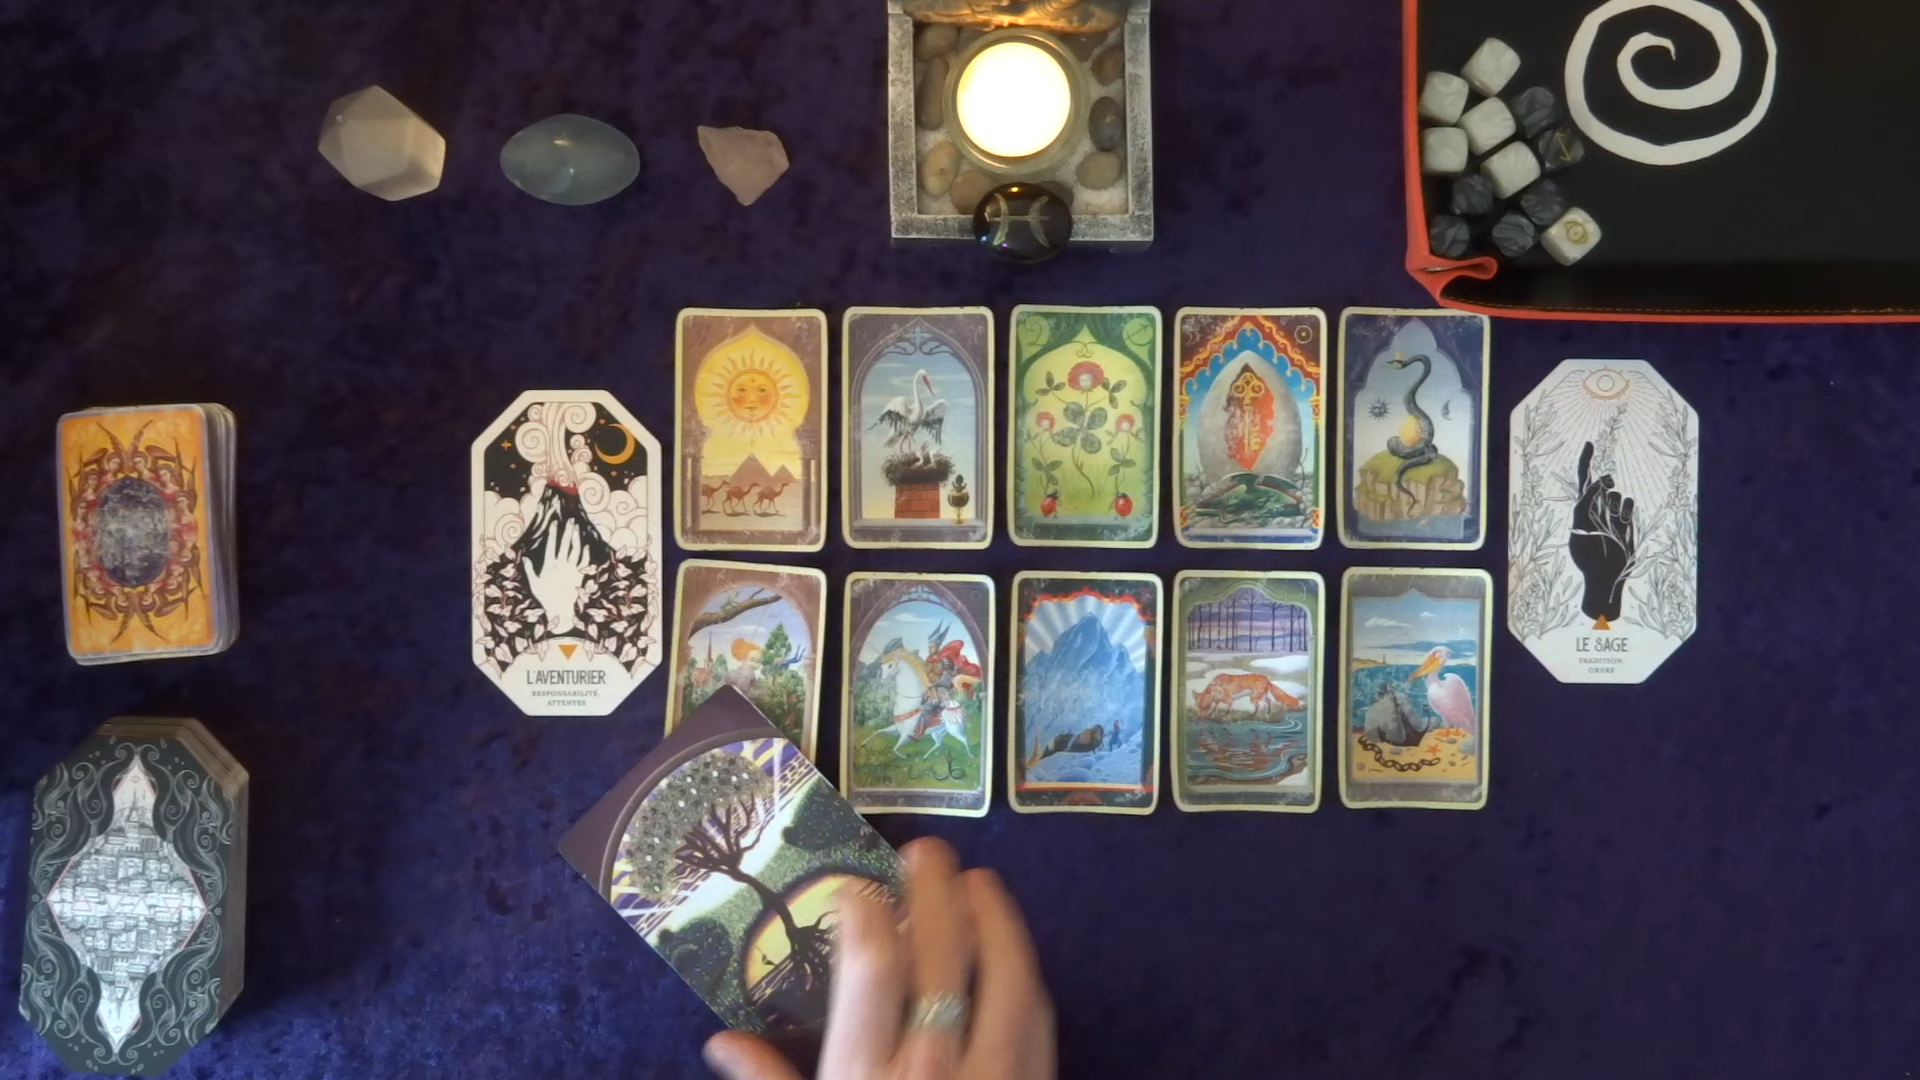 L'AVENTURIER
RESPONSABILITÉ,
ATTENTES
LE SAGE
TRADITION,
ORDRE